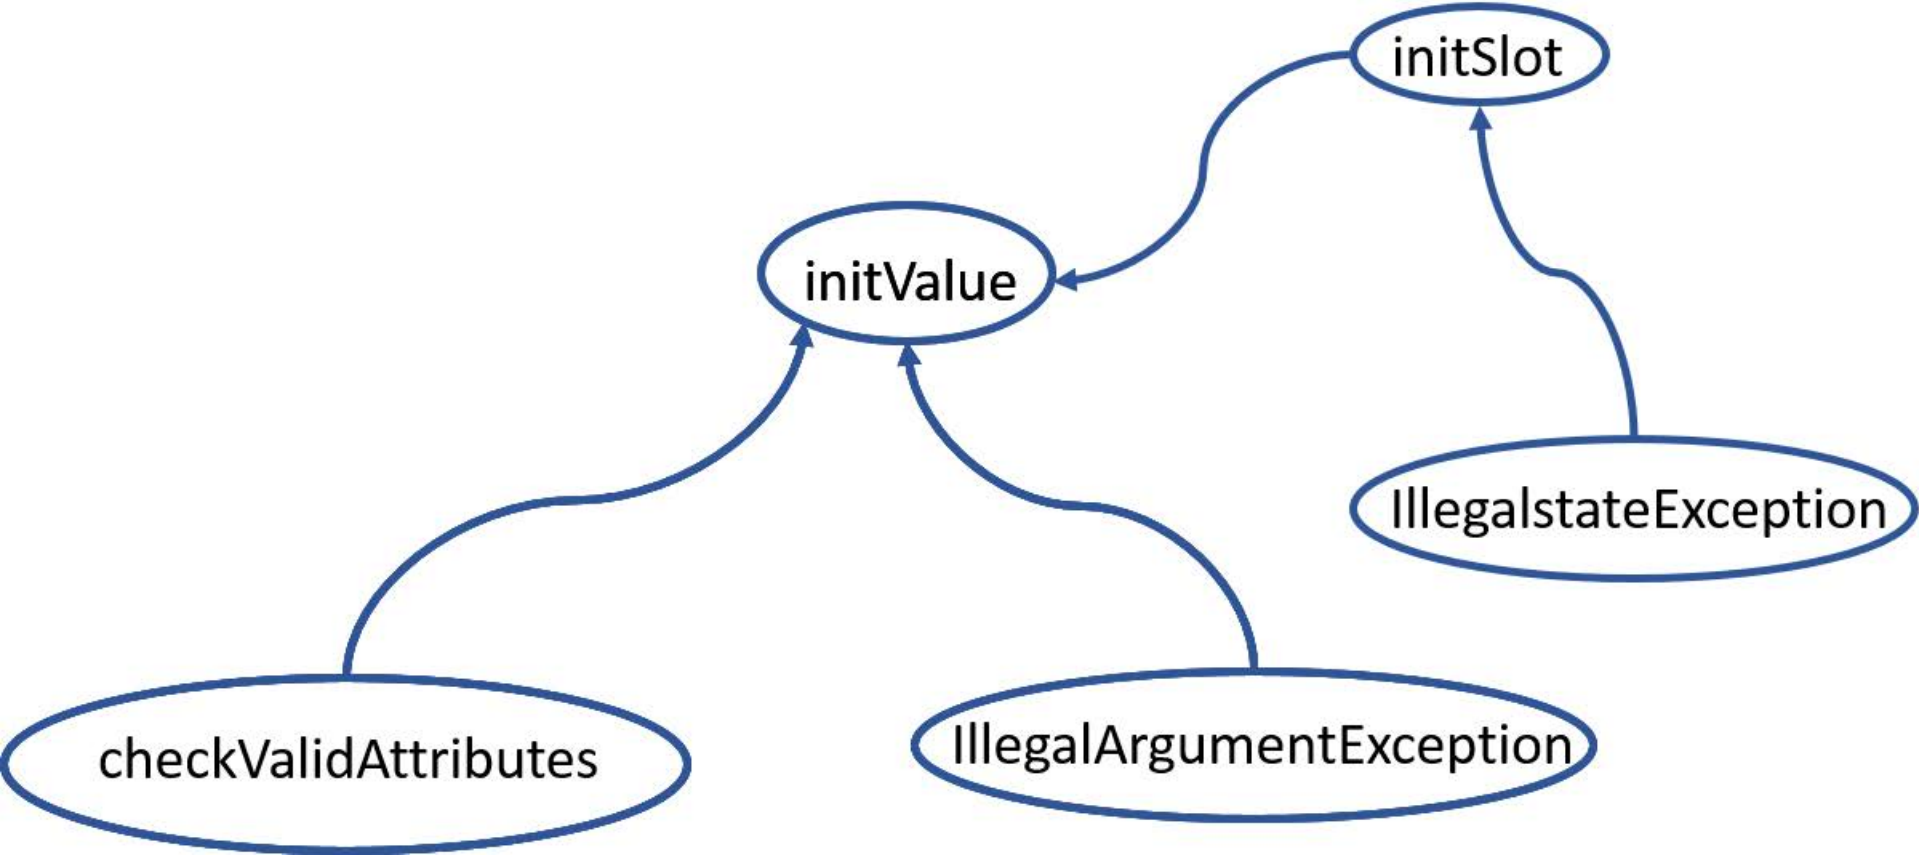 initSlot
initValue
IllegalstateException
IllegalArgumentException
checkValidAttributes